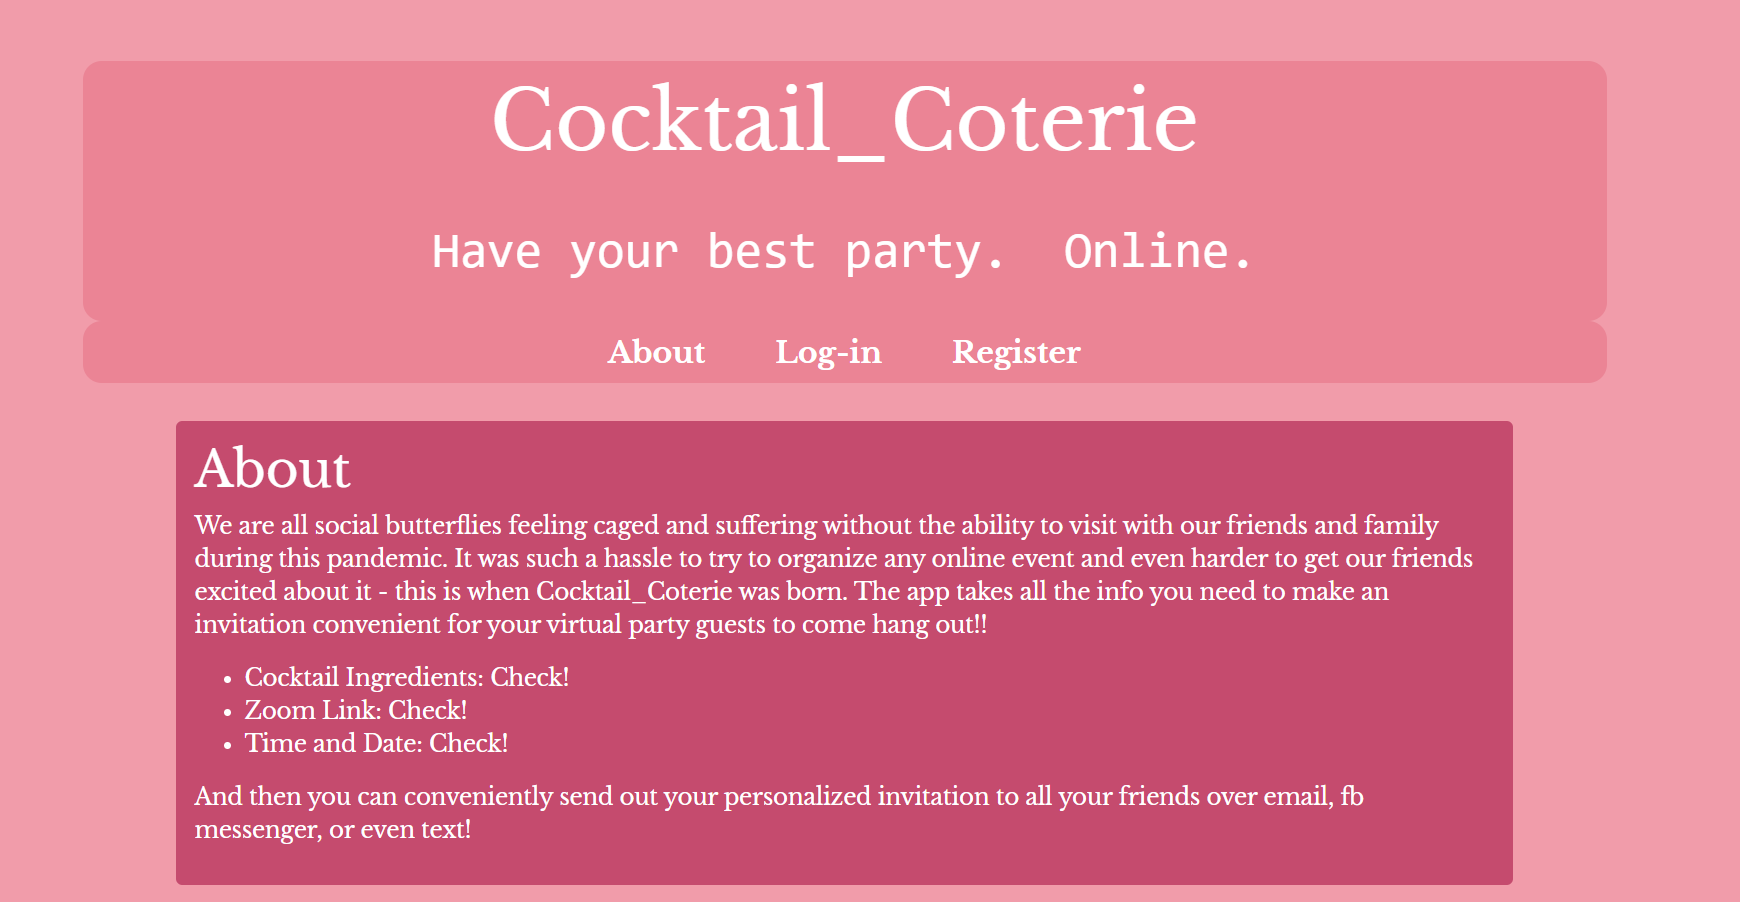 Cocktail_Coterie
Have your best party.  Online.
About Log-in Register
About
We are all social butterflies feeling caged and suffering without the ability to visit with our friends and family
during this pandemic. It was such a hassle to try to organize any online event and even harder to get our friends
excited about it - this is when Cocktail_Coterie was born. The app takes all the info you need to make an
invitation convenient for your virtual party guests to come hang out!!
• Cocktail Ingredients: Check!
• Zoom Link: Check!
• Time and Date: Check!
And then you can conveniently send out your personalized invitation to all your friends over email, fb
messenger, or even text!